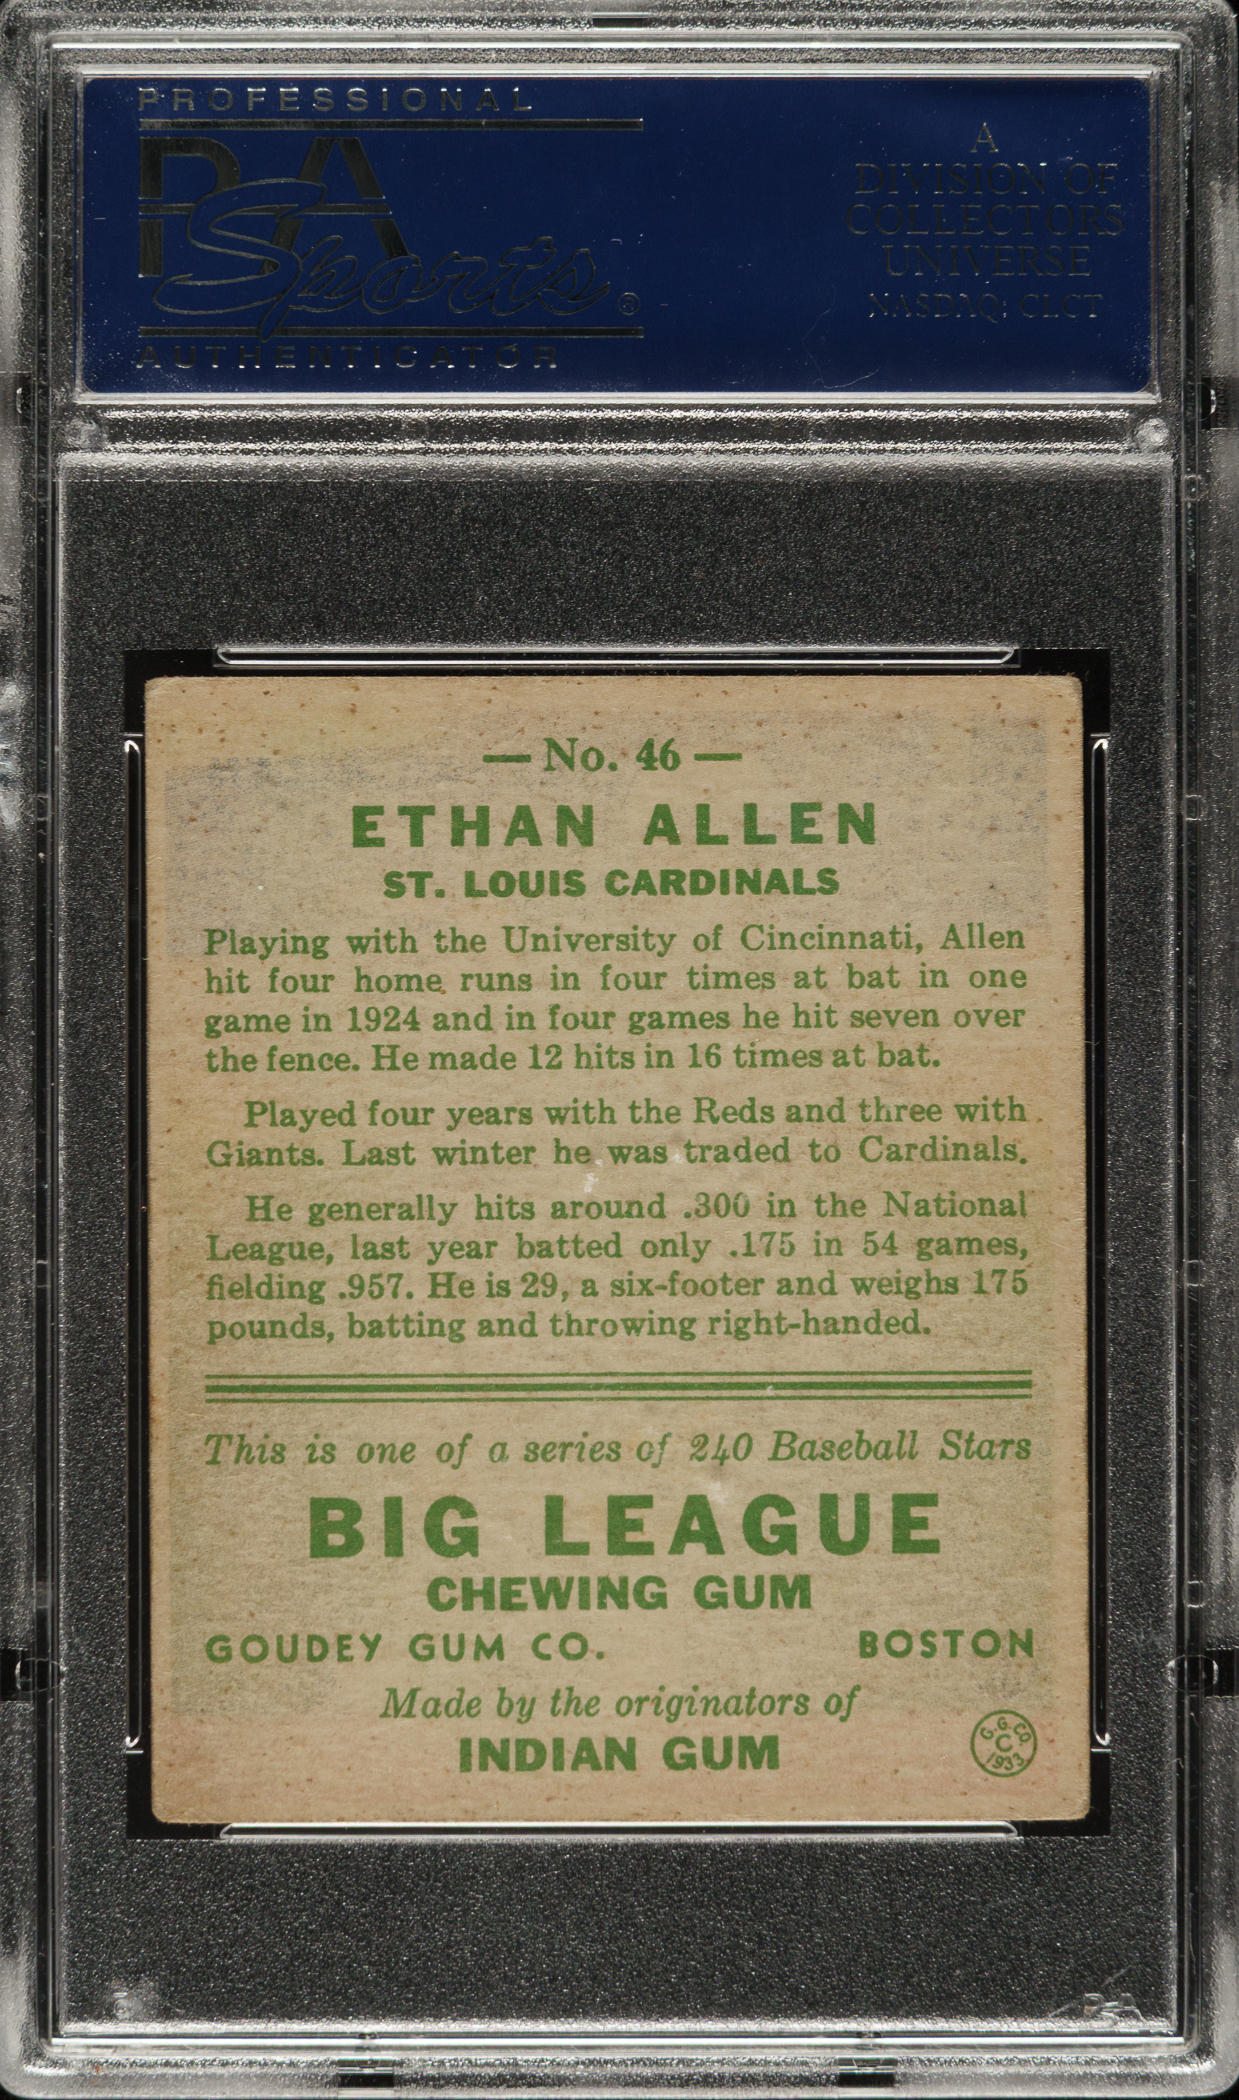 PROFESSIONAL
PSA
Sports®
AUTHENTICATOR
A
DIVISION OF
COLLECTORS
UNIVERSE
NASDAQ: CLCT
— No. 46 —
ETHAN ALLEN
ST. LOUIS CARDINALS
Playing with the University of Cincinnati, Allen
hit four home runs in four times at bat in one
game in 1924 and in four games he hit seven over
the fence. He made 12 hits in 16 times at bat.
Played four years with the Reds and three with
Giants. Last winter he was traded to Cardinals.
He generally hits around .300 in the National
League, last year batted only .175 in 54 games,
fielding .957. He is 29, a six-footer and weighs 175
pounds, batting and throwing right-handed.
This is one of a series of 240 Baseball Stars
BIG LEAGUE
CHEWING GUM
GOUDEY GUM CO. BOSTON
Made by the originators of
INDIAN GUM
G.G.CO.
C
1933
PSA